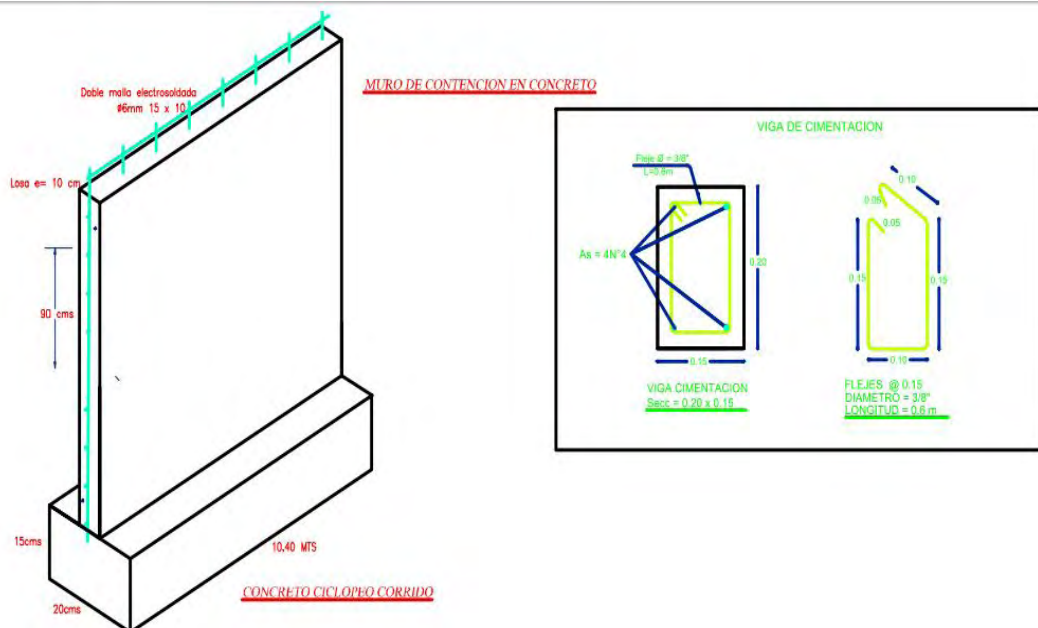 MURO DE CONTENCION EN CONCRETO
Doble malla electrosoldada
ø6mm 15 x 10
Losa e= 10 cm
90 cms
15cms
20cms
10.40 MTS
CONCRETO CICLOPEO CORRIDO
VIGA DE CIMENTACION
Fleje Ø = 3/8"
L=0.6m
As = 4N°4
0.20
0.15
VIGA CIMENTACION
Secc = 0.20 x 0.15
0.10
0.05
0.05
0.15
0.15
0.10
FLEJES @ 0.15
DIAMETRO = 3/8"
LONGITUD = 0.6 m